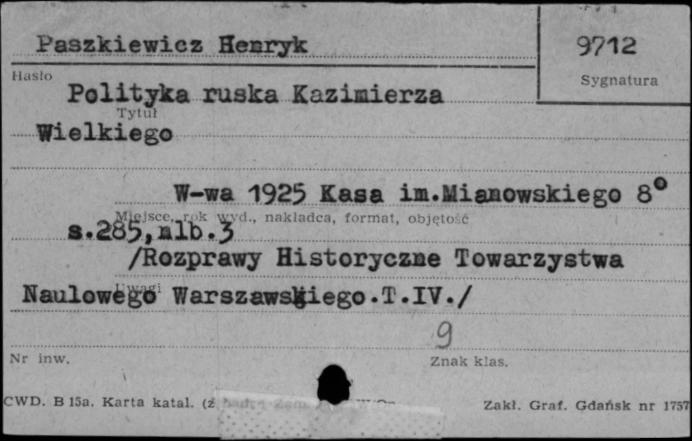 Paszkiewicz Henryk
9712
Hasło
Sygnatura
Polityka ruska Kazimierza
Tytuł
Wielkiego
W-wa 1925 Kasa im.Mianowskiego 8°
Miejsce, rok wyd., nakładca, format, objętość
s.285,nlb.3
/Rozprawy Historyczne Towarzystwa
Uwagi
Naulowego Warszawskiego.T.IV./
9
Nr inw.
Znak klas.
CWD. B 15a. Karta katal. (z
Zakł. Graf. Gdańsk nr 1757